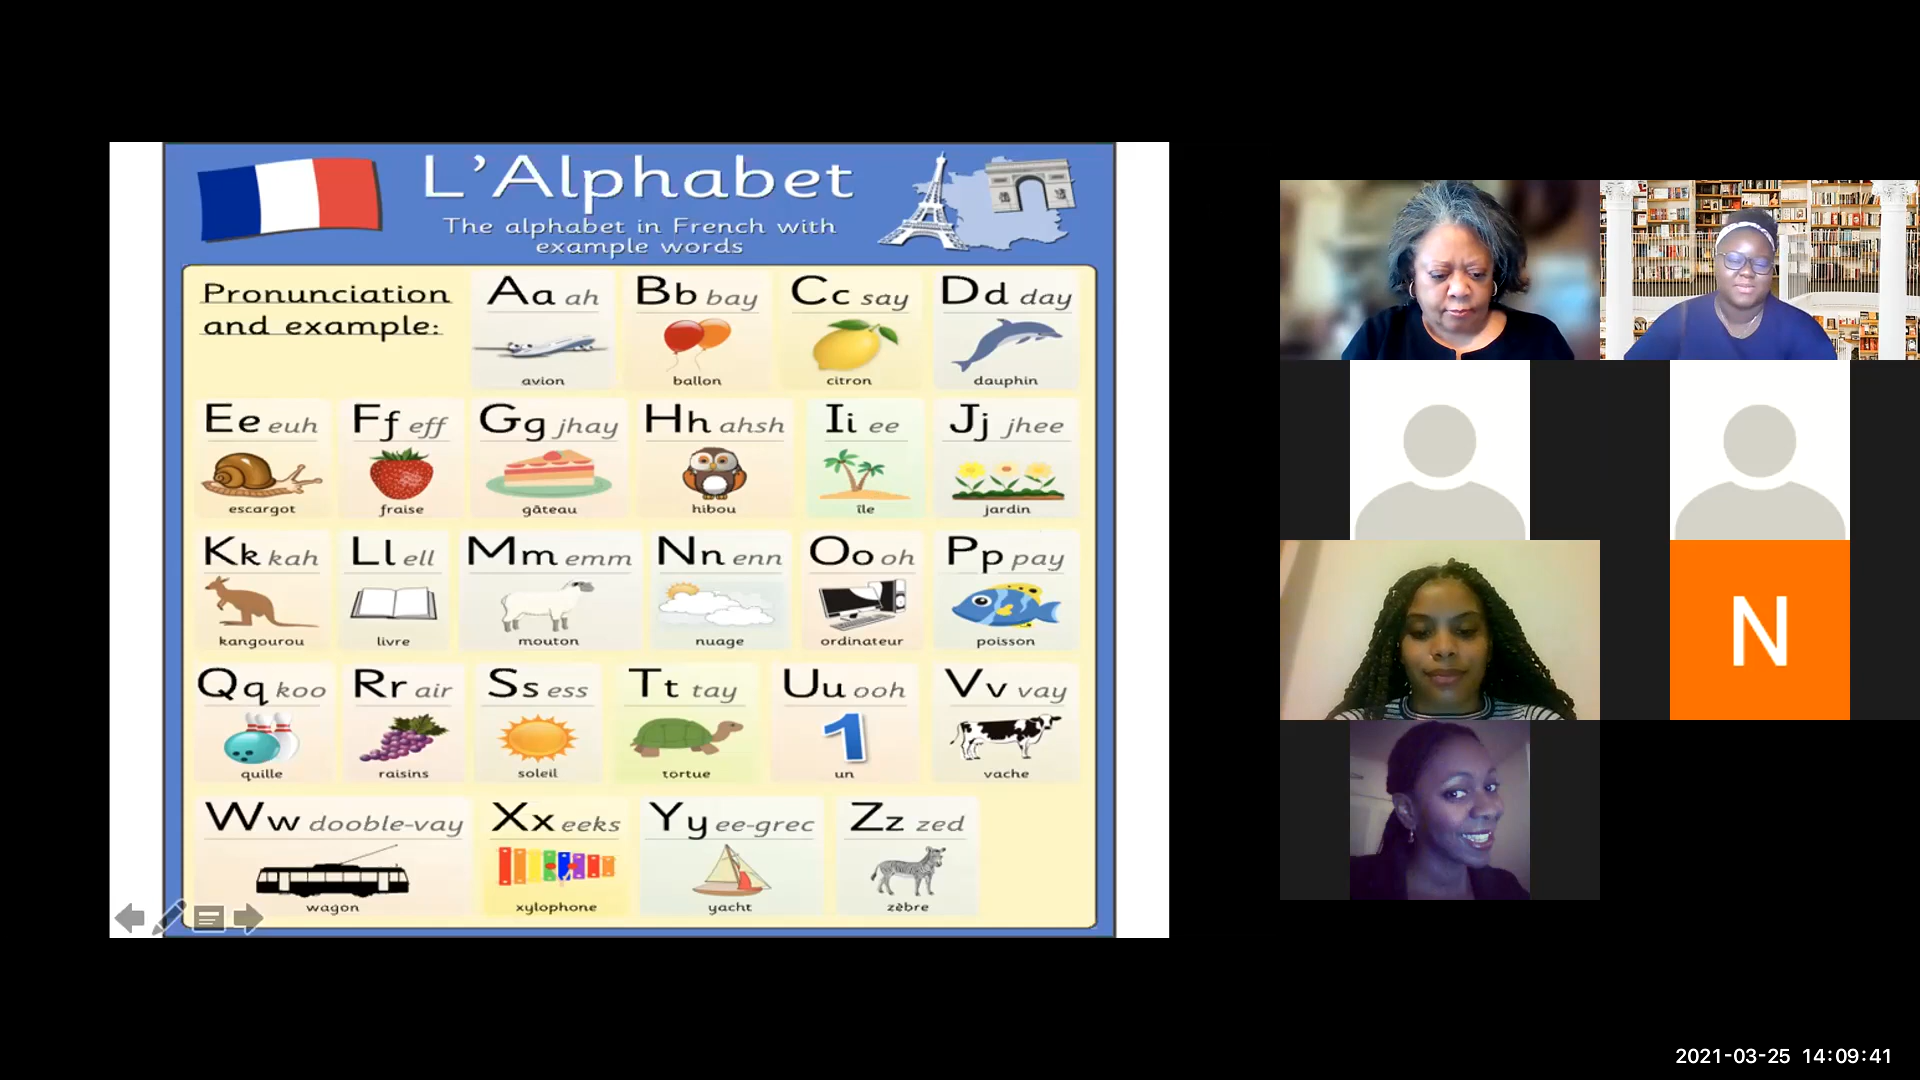 L'Alphabet
The alphabet in French with
example words
Pronunciation
and example:
Aa ah
avion
Bb bay
ballon
Cc say
citron
Dd day
dauphin
Ee euh
escargot
Ff eff
fraise
Gg jhay
gâteau
Hh ahsh
hibou
Ii ee
île
Jj jhee
jardin
Kk kah
kangourou
Ll ell
livre
Mm emm
mouton
Nn enn
nuage
Oo oh
ordinateur
Pp pay
poisson
Qq koo
quille
Rr air
raisins
Ss ess
soleil
Tt tay
tortue
Uu ooh
1
un
Vv vay
vache
Ww dooble-vay
wagon
Xx eeks
xylophone
Yy ee-grec
yacht
Zz zed
zèbre
N
2021-03-25 14:09:41